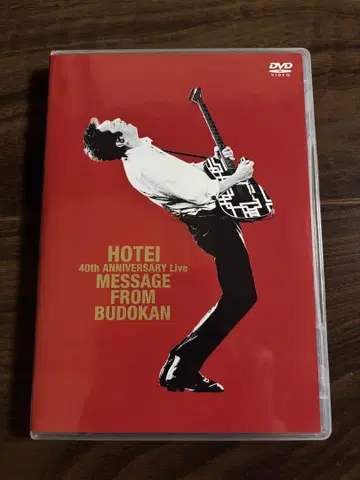 DVD
VIDEO
HOTEI
40th ANNIVERSARY Live
MESSAGE
FROM
BUDOKAN